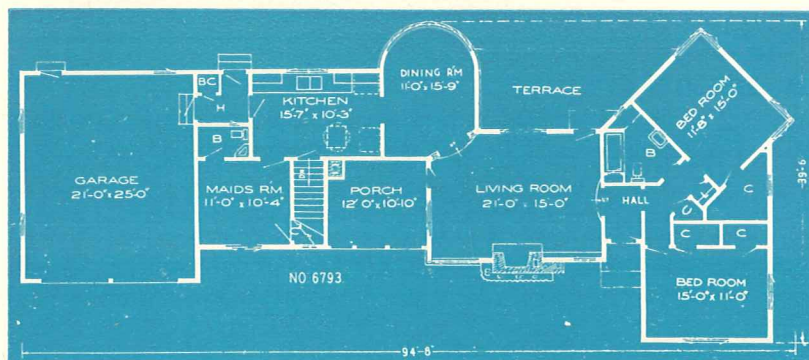 BC
H
B
KITCHEN
15'-7" x 10'-3"
DINING R'M
11'-0" x 15'-9"
TERRACE
BED ROOM
11'-8" x 15'-0"
GARAGE
21'-0" x 25'-0"
MAIDS RM
11'-0" x 10'-4"
PORCH
12' 0" x 10'-10"
LIVING ROOM
21'-0" x 15'-0"
B
HALL
C
C
C
C
BED ROOM
15'-0" x 11'-0"
NO 6793.
94'-8"
39'-6"